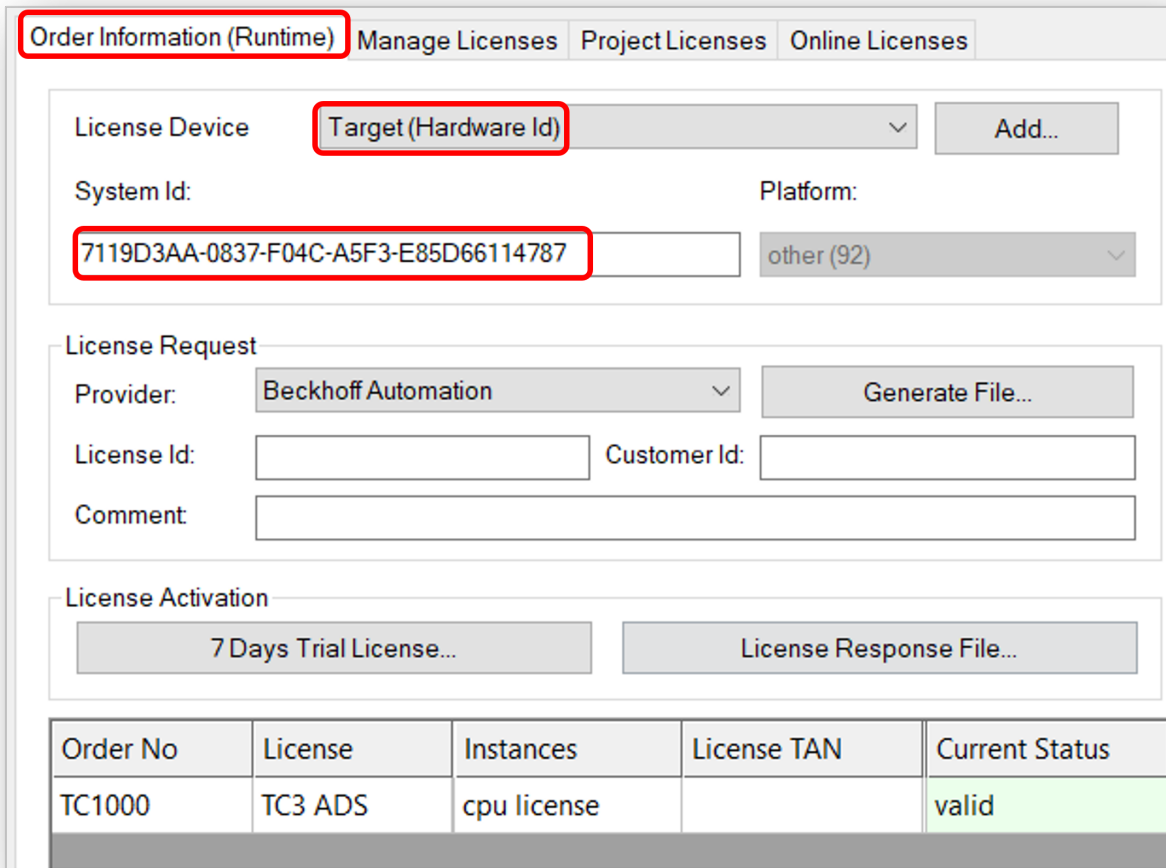 Order Information (Runtime) Manage Licenses Project Licenses Online Licenses
License Device Target (Hardware Id) Add...
System Id: Platform:
7119D3AA-0837-F04C-A5F3-E85D66114787 other (92)
License Request
Provider: Beckhoff Automation Generate File...
License Id: Customer Id:
Comment:
License Activation
7 Days Trial License... License Response File...
Order No License Instances License TAN Current Status
TC1000 TC3 ADS cpu license valid